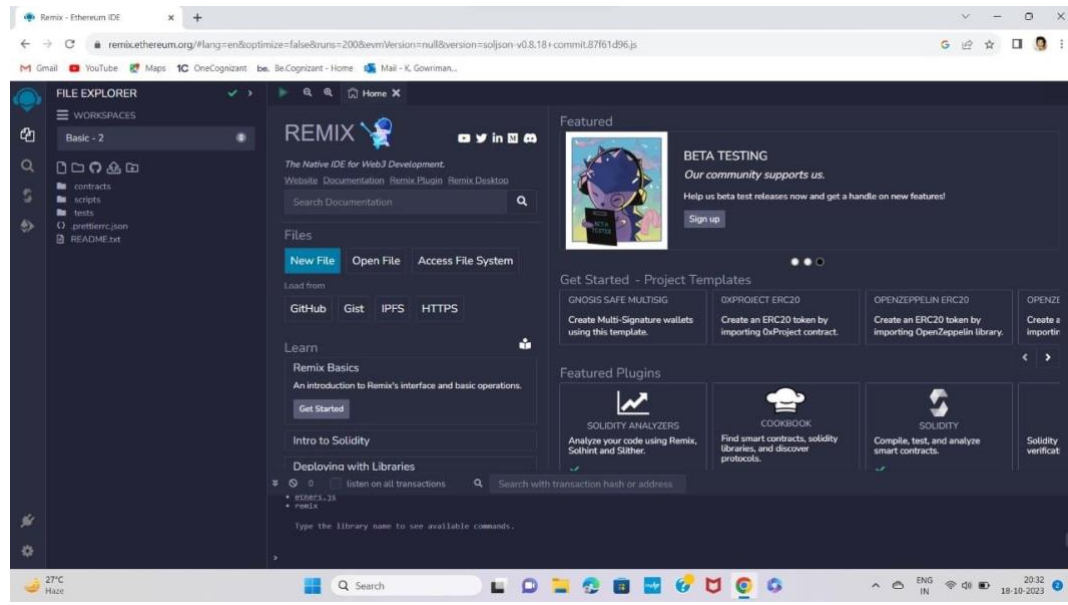 Remix - Ethereum IDE
remix.ethereum.org/#lang=en&optimize=false&runs=200&evmVersion=null&version=soljson-v0.8.18+commit.87f61d96.js
Gmail YouTube Maps 1C OneCognizant be. Be.Cognizant - Home Mail - K, Gowriman...
FILE EXPLORER
WORKSPACES
Basic - 2
contracts
scripts
tests
.prettierrc.json
README.txt
Home
REMIX
The Native IDE for Web3 Development.
Website Documentation Remix Plugin Remix Desktop
Search Documentation
Files
New File Open File Access File System
Load from
GitHub Gist IPFS HTTPS
Learn
Remix Basics
An introduction to Remix's interface and basic operations.
Get Started
Intro to Solidity
Deploying with Libraries
Featured
BETA TESTER
BETA TESTING
Our community supports us.
Help us beta test releases now and get a handle on new features!
Sign up
Get Started - Project Templates
GNOSIS SAFE MULTISIG
Create Multi-Signature wallets
using this template.
0XPROJECT ERC20
Create an ERC20 token by
importing 0xProject contract.
OPENZEPPELIN ERC20
Create an ERC20 token by
importing OpenZeppelin library.
OPENZE
Create a
importin
Featured Plugins
SOLIDITY ANALYZERS
Analyze your code using Remix,
Solhint and Slither.
COOKBOOK
Find smart contracts, solidity
libraries, and discover
protocols.
SOLIDITY
Compile, test, and analyze
smart contracts.
Solidity
verificati
0 listen on all transactions Search with transaction hash or address
• ethers.js
• remix
Type the library name to see available commands.
>
27°C
Haze
Search
ENG
IN
20:32
18-10-2023
2